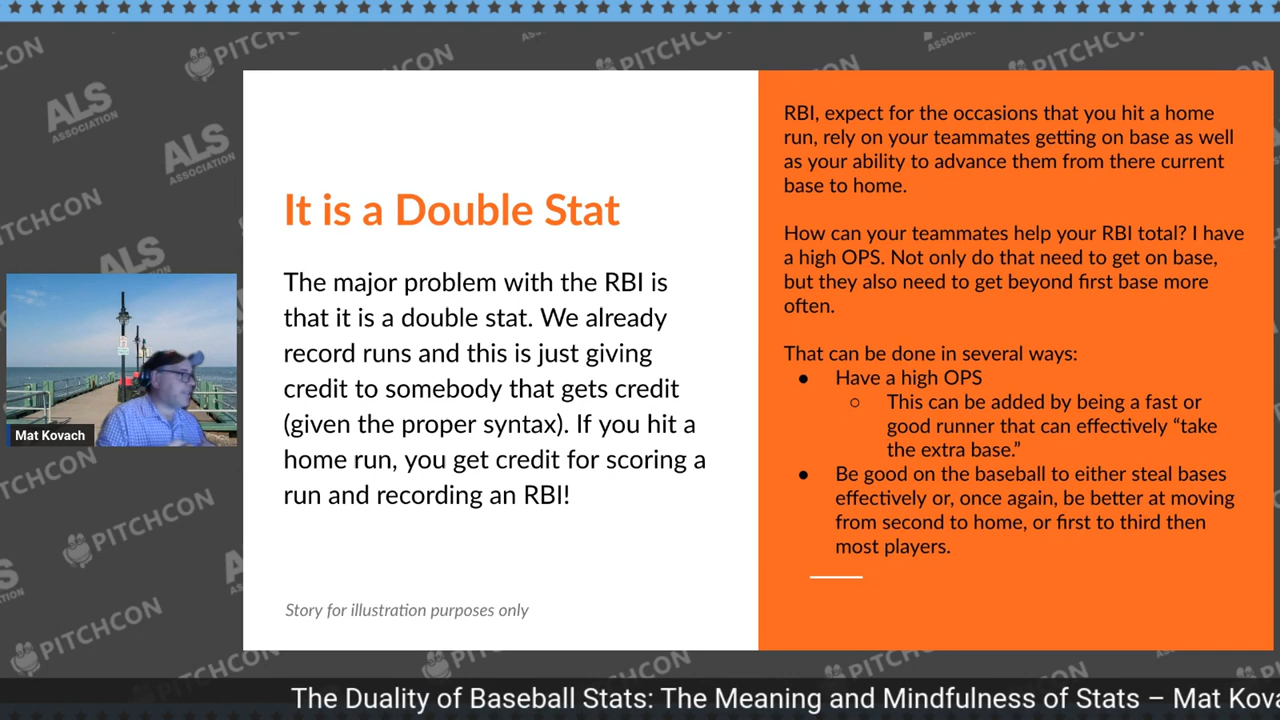 PITCHCON
ALS
ASSOCIATION
It is a Double Stat
The major problem with the RBI is
that it is a double stat. We already
record runs and this is just giving
credit to somebody that gets credit
(given the proper syntax). If you hit a
home run, you get credit for scoring a
run and recording an RBI!
Story for illustration purposes only
RBI, expect for the occasions that you hit a home
run, rely on your teammates getting on base as well
as your ability to advance them from there current
base to home.
How can your teammates help your RBI total? I have
a high OPS. Not only do that need to get on base,
but they also need to get beyond first base more
often.
That can be done in several ways:
● Have a high OPS
○ This can be added by being a fast or
good runner that can effectively “take
the extra base.”
● Be good on the baseball to either steal bases
effectively or, once again, be better at moving
from second to home, or first to third then
most players.
Mat Kovach
The Duality of Baseball Stats: The Meaning and Mindfulness of Stats – Mat Kova